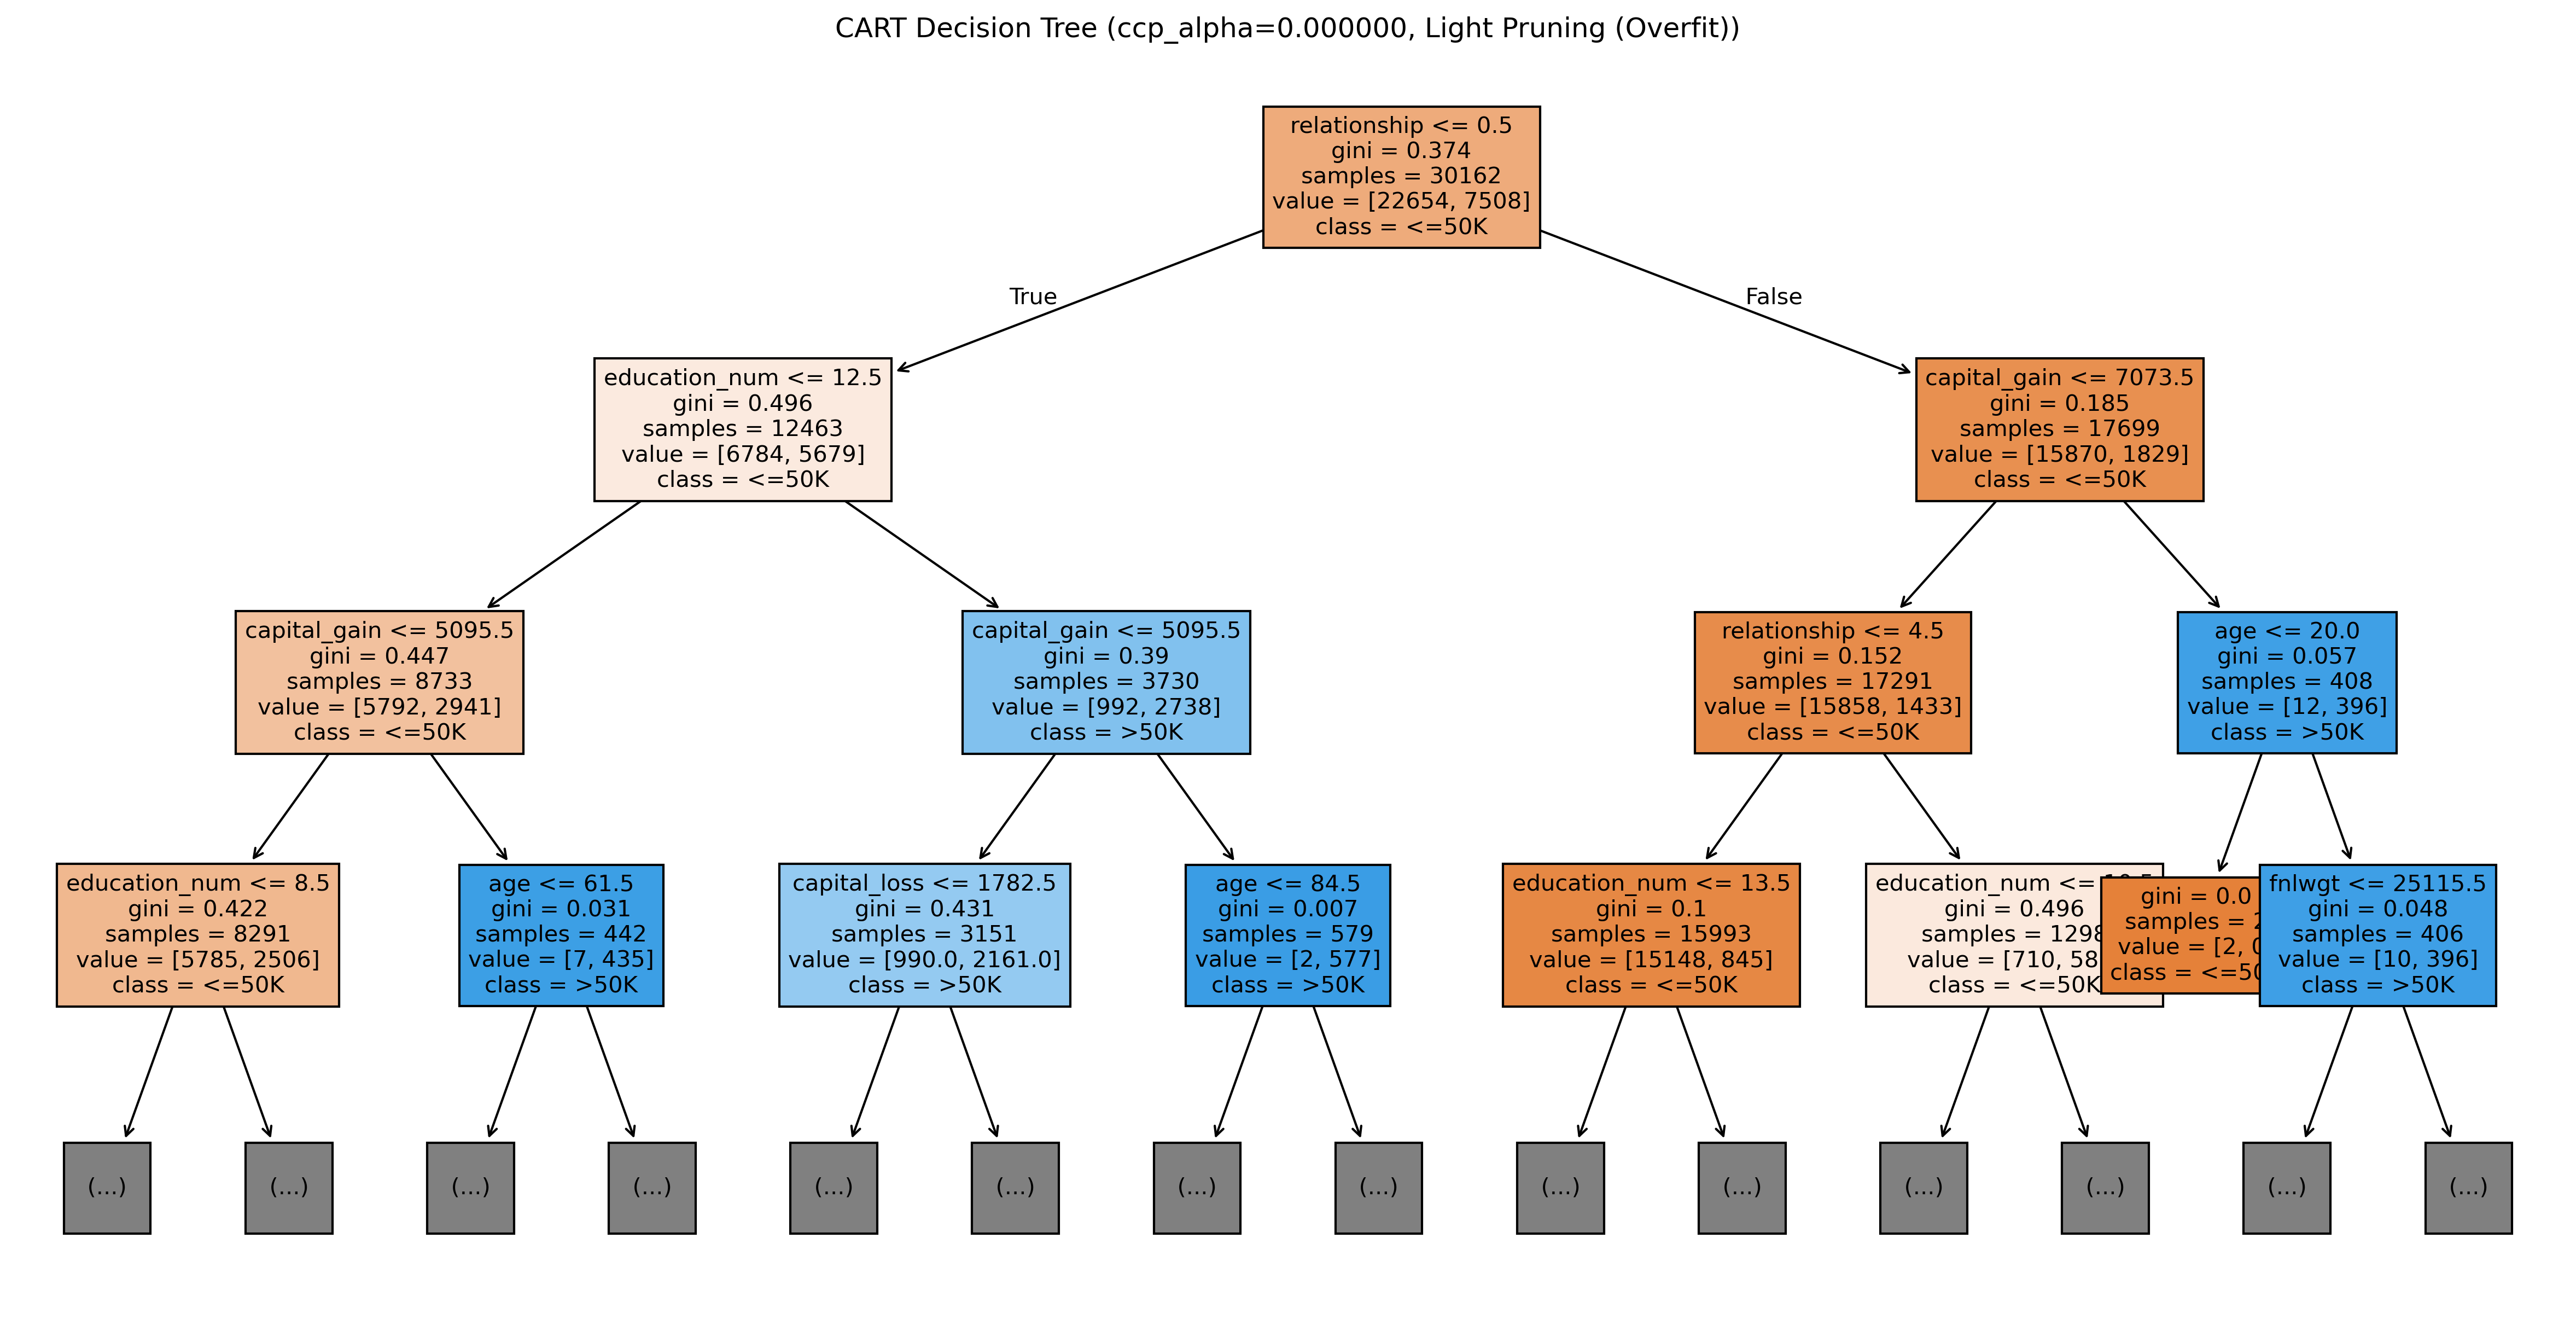 CART Decision Tree (ccp_alpha=0.000000, Light Pruning (Overfit))
relationship <= 0.5
gini = 0.374
samples = 30162
value = [22654, 7508]
class = <=50K
True
False
education_num <= 12.5
gini = 0.496
samples = 12463
value = [6784, 5679]
class = <=50K
capital_gain <= 7073.5
gini = 0.185
samples = 17699
value = [15870, 1829]
class = <=50K
capital_gain <= 5095.5
gini = 0.447
samples = 8733
value = [5792, 2941]
class = <=50K
capital_gain <= 5095.5
gini = 0.39
samples = 3730
value = [992, 2738]
class = >50K
relationship <= 4.5
gini = 0.152
samples = 17291
value = [15858, 1433]
class = <=50K
age <= 20.0
gini = 0.057
samples = 408
value = [12, 396]
class = >50K
education_num <= 8.5
gini = 0.422
samples = 8291
value = [5785, 2506]
class = <=50K
age <= 61.5
gini = 0.031
samples = 442
value = [7, 435]
class = >50K
capital_loss <= 1782.5
gini = 0.431
samples = 3151
value = [990.0, 2161.0]
class = >50K
age <= 84.5
gini = 0.007
samples = 579
value = [2, 577]
class = >50K
education_num <= 13.5
gini = 0.1
samples = 15993
value = [15148, 845]
class = <=50K
education_num <=
gini = 0.496
samples = 1298
value = [710, 58
class = <=50K
gini = 0.0
samples =
value = [2, 0
class = <=50
fnlwgt <= 25115.5
gini = 0.048
samples = 406
value = [10, 396]
class = >50K
(...)
(...)
(...)
(...)
(...)
(...)
(...)
(...)
(...)
(...)
(...)
(...)
(...)
(...)